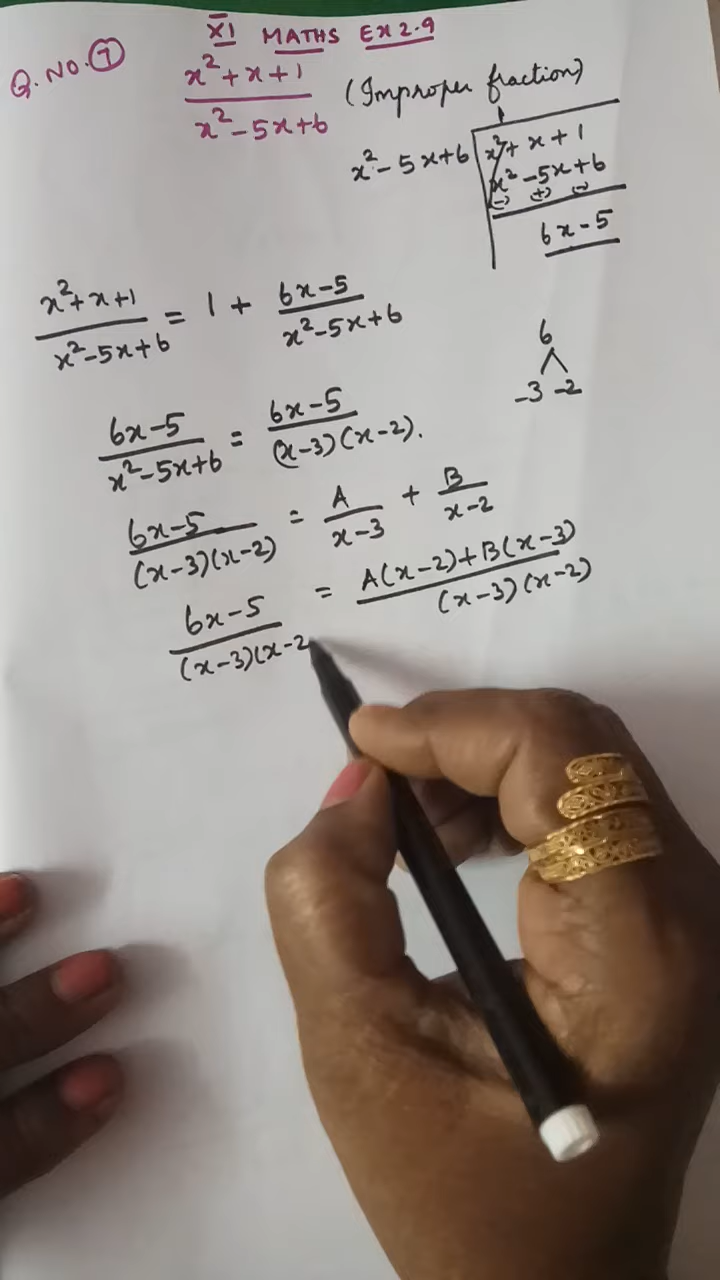 XI MATHS Ex 2.9
Q. NO. 7
x²+x+1 / x²-5x+6 (Improper fraction)
1
x²-5x+6 | x²+x+1
x²-5x+6
(-) (+) (-)
6x-5
x²+x+1 / x²-5x+6 = 1 + 6x-5 / x²-5x+6
6
-3 -2
6x-5 / x²-5x+6 = 6x-5 / (x-3)(x-2).
6x-5 / (x-3)(x-2) = A / x-3 + B / x-2
6x-5 / (x-3)(x-2 = A(x-2)+B(x-3) / (x-3)(x-2)